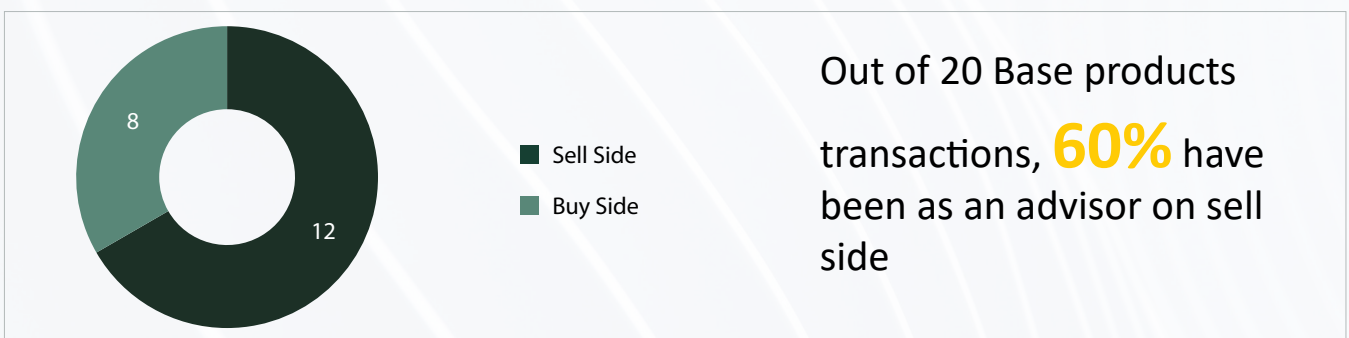 8
12
Sell Side
Buy Side
Out of 20 Base products
transactions, 60% have
been as an advisor on sell
side